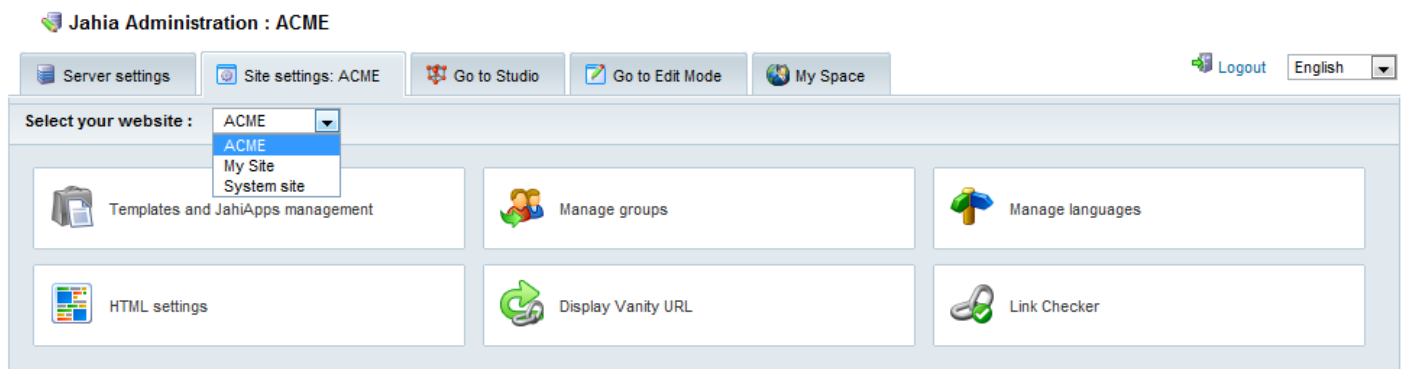 Jahia Administration : ACME
Server settings
Site settings: ACME
Go to Studio
Go to Edit Mode
My Space
Logout
English
Select your website :
ACME
ACME
My Site
System site
Templates and JahiApps management
Manage groups
Manage languages
HTML settings
Display Vanity URL
Link Checker